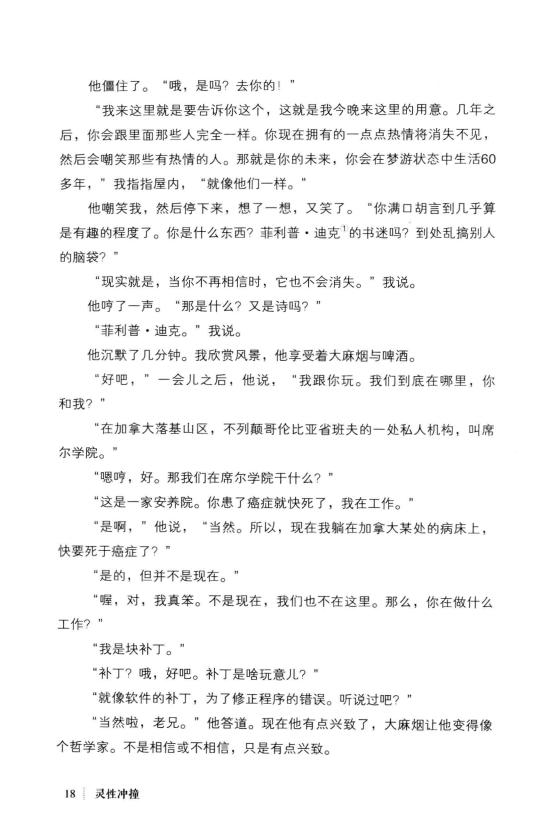 他僵住了。“哦，是吗？去你的！”
“我来这里就是要告诉你这个，这就是我今晚来这里的用意。几年之
后，你会跟里面那些人完全一样。你现在拥有的一点点热情将消失不见，
然后会嘲笑那些有热情的人。那就是你的未来，你会在梦游状态中生活60
多年，”我指指屋内，“就像他们一样。“
他嘲笑我，然后停下来，想了一想，又笑了。“你满口胡言到几乎算
是有趣的程度了。你是什么东西？菲利普·迪克¹的书迷吗？到处乱搞别人
的脑袋？”
“现实就是，当你不再相信时，它也不会消失。”我说。
他哼了一声。“那是什么？又是诗吗？”
“菲利普·迪克。”我说。
他沉默了几分钟。我欣赏风景，他享受着大麻烟与啤酒。
“好吧，”一会儿之后，他说，“我跟你玩。我们到底在哪里，你
和我？”
“在加拿大落基山区，不列颠哥伦比亚省班夫的一处私人机构，叫席
尔学院。”
“嗯哼，好。那我们在席尔学院干什么？”
“这是一家安养院。你患了癌症就快死了，我在工作。”
“是啊，”他说，“当然。所以，现在我躺在加拿大某处的病床上，
快要死于癌症了？”
“是的，但并不是现在。”
“喔，对，我真笨。不是现在，我们也不在这里。那么，你在做什么
工作？”
“我是块补丁。”
“补丁？哦，好吧。补丁是啥玩意儿？”
“就像软件的补丁，为了修正程序的错误。听说过吧？”
“当然啦，老兄。”他答道。现在他有点兴致了，大麻烟让他变得像
个哲学家。不是相信或不相信，只是有点兴致。
18 灵性冲撞